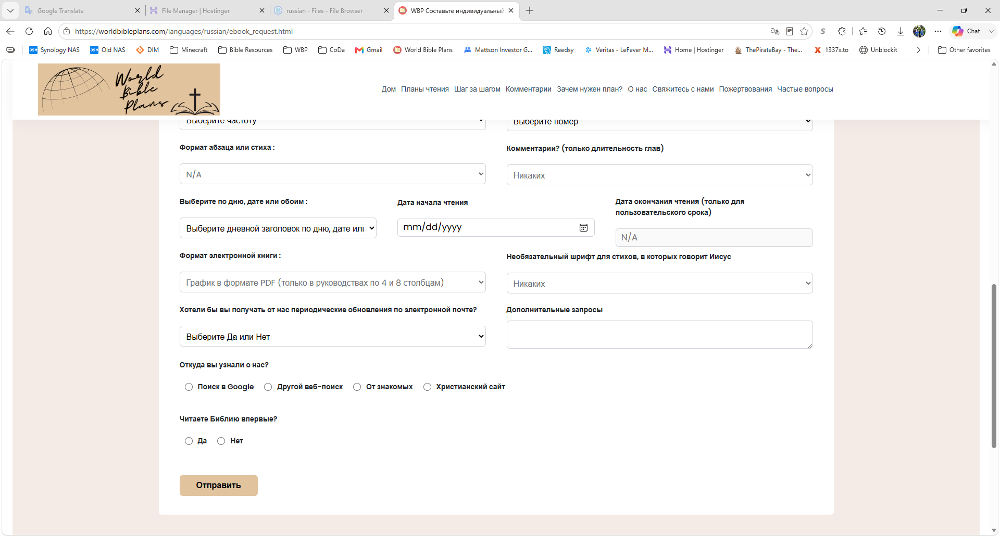 Google Translate
File Manager | Hostinger
russian - Files - File Browser
WBP Составьте индивидуальный
https://worldbibleplans.com/languages/russian/ebook_request.html
Chat
Synology NAS
Old NAS
DIM
Minecraft
Bible Resources
WBP
CoDa
Gmail
World Bible Plans
Mattson Investor G...
Reedsy
Veritas - LeFever M...
Home | Hostinger
ThePirateBay - The...
1337x.to
Unblockit
Other favorites
World
Bible
Plans
Дом Планы чтения Шаг за шагом Комментарии Зачем нужен план? О нас Свяжитесь с нами Пожертвования Частые вопросы
Выберите частоту
Выберите номер
Формат абзаца или стиха :
Комментарии? (только длительность глав)
N/A
Никаких
Выберите по дню, дате или обоим :
Дата начала чтения
Дата окончания чтения (только для
пользовательского срока)
Выберите дневной заголовок по дню, дате или
mm/dd/yyyy
N/A
Формат электронной книги :
Необязательный шрифт для стихов, в которых говорит Иисус
График в формате PDF (только в руководствах по 4 и 8 столбцам)
Никаких
Хотели бы вы получать от нас периодические обновления по электронной почте?
Дополнительные запросы
Выберите Да или Нет
Откуда вы узнали о нас?
Поиск в Google
Другой веб-поиск
От знакомых
Христианский сайт
Читаете Библию впервые?
Да
Нет
Отправить